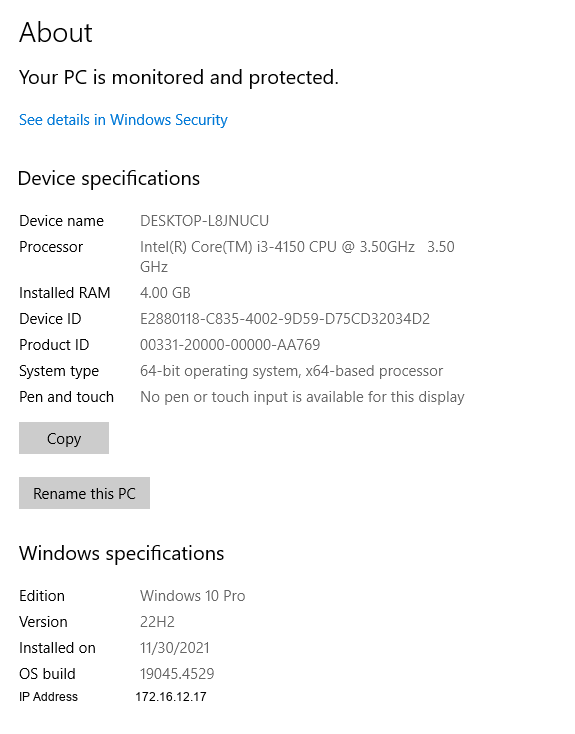 About
Your PC is monitored and protected.
See details in Windows Security
Device specifications
Device name DESKTOP-L8JNUCU
Processor Intel(R) Core(TM) i3-4150 CPU @ 3.50GHz 3.50
GHz
Installed RAM 4.00 GB
Device ID E2880118-C835-4002-9D59-D75CD32034D2
Product ID 00331-20000-00000-AA769
System type 64-bit operating system, x64-based processor
Pen and touch No pen or touch input is available for this display
Copy
Rename this PC
Windows specifications
Edition Windows 10 Pro
Version 22H2
Installed on 11/30/2021
OS build 19045.4529
IP Address 172.16.12.17